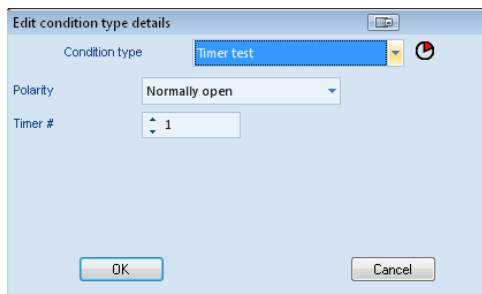 Edit condition type details
Condition type Timer test
Polarity Normally open
Timer # 1
OK Cancel